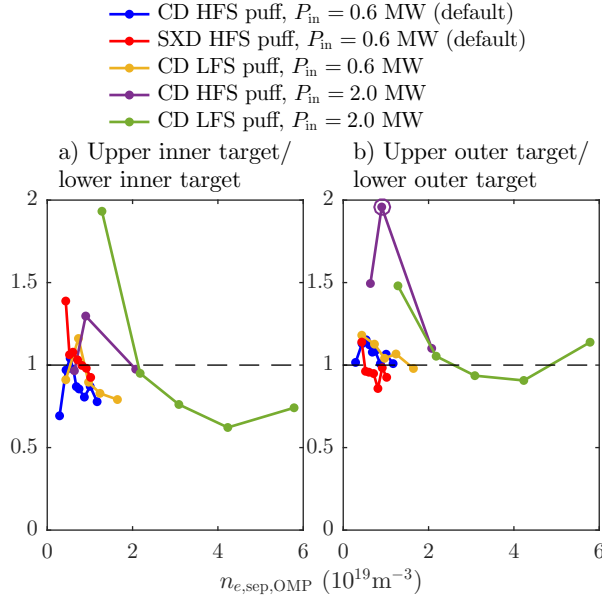 CD HFS puff, P_in = 0.6 MW (default)
SXD HFS puff, P_in = 0.6 MW (default)
CD LFS puff, P_in = 0.6 MW
CD HFS puff, P_in = 2.0 MW
CD LFS puff, P_in = 2.0 MW
a) Upper inner target/
lower inner target
b) Upper outer target/
lower outer target
2
1.5
1
0.5
0
0 2 4 6
2
1.5
1
0.5
0
0 2 4 6
n_{e,sep,OMP} (10^{19}m^{−3})